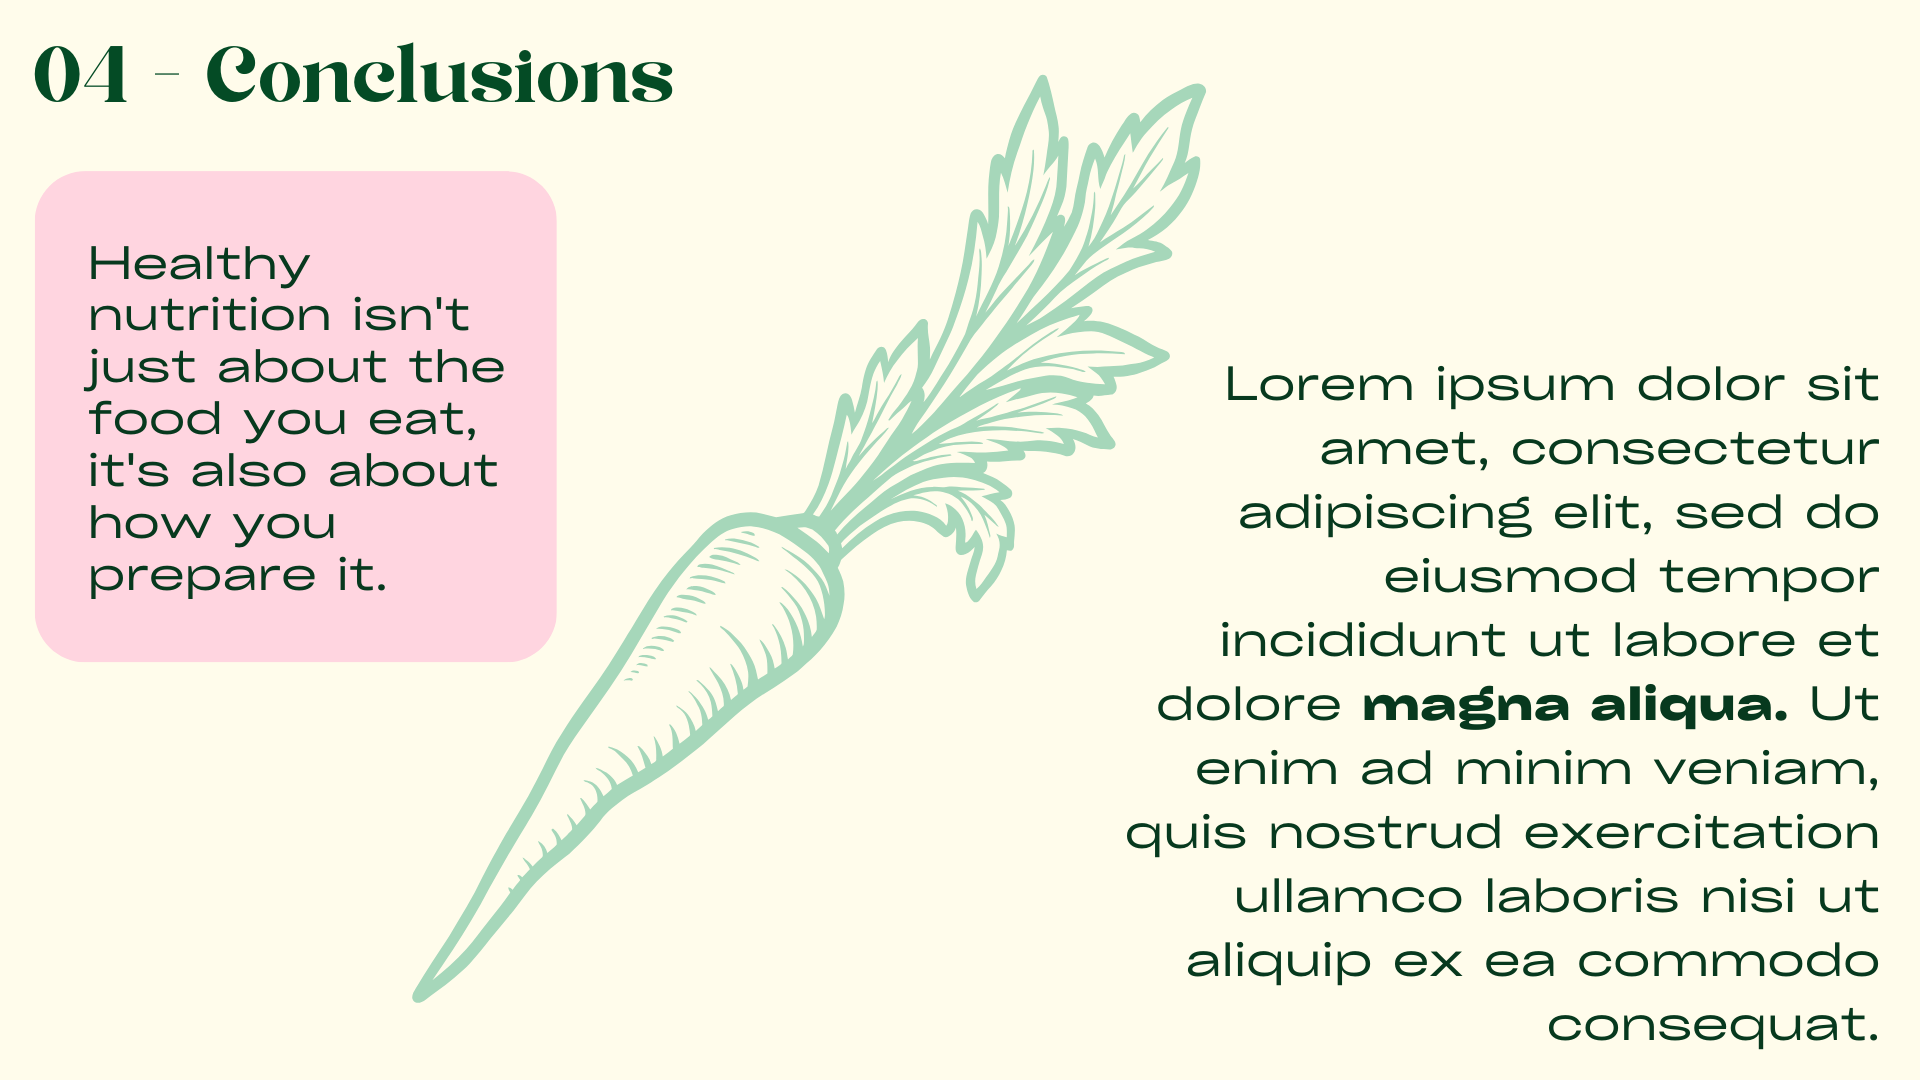 04 - Conclusions
Healthy
nutrition isn't
just about the
food you eat,
it's also about
how you
prepare it.
Lorem ipsum dolor sit
amet, consectetur
adipiscing elit, sed do
eiusmod tempor
incididunt ut labore et
dolore magna aliqua. Ut
enim ad minim veniam,
quis nostrud exercitation
ullamco laboris nisi ut
aliquip ex ea commodo
consequat.